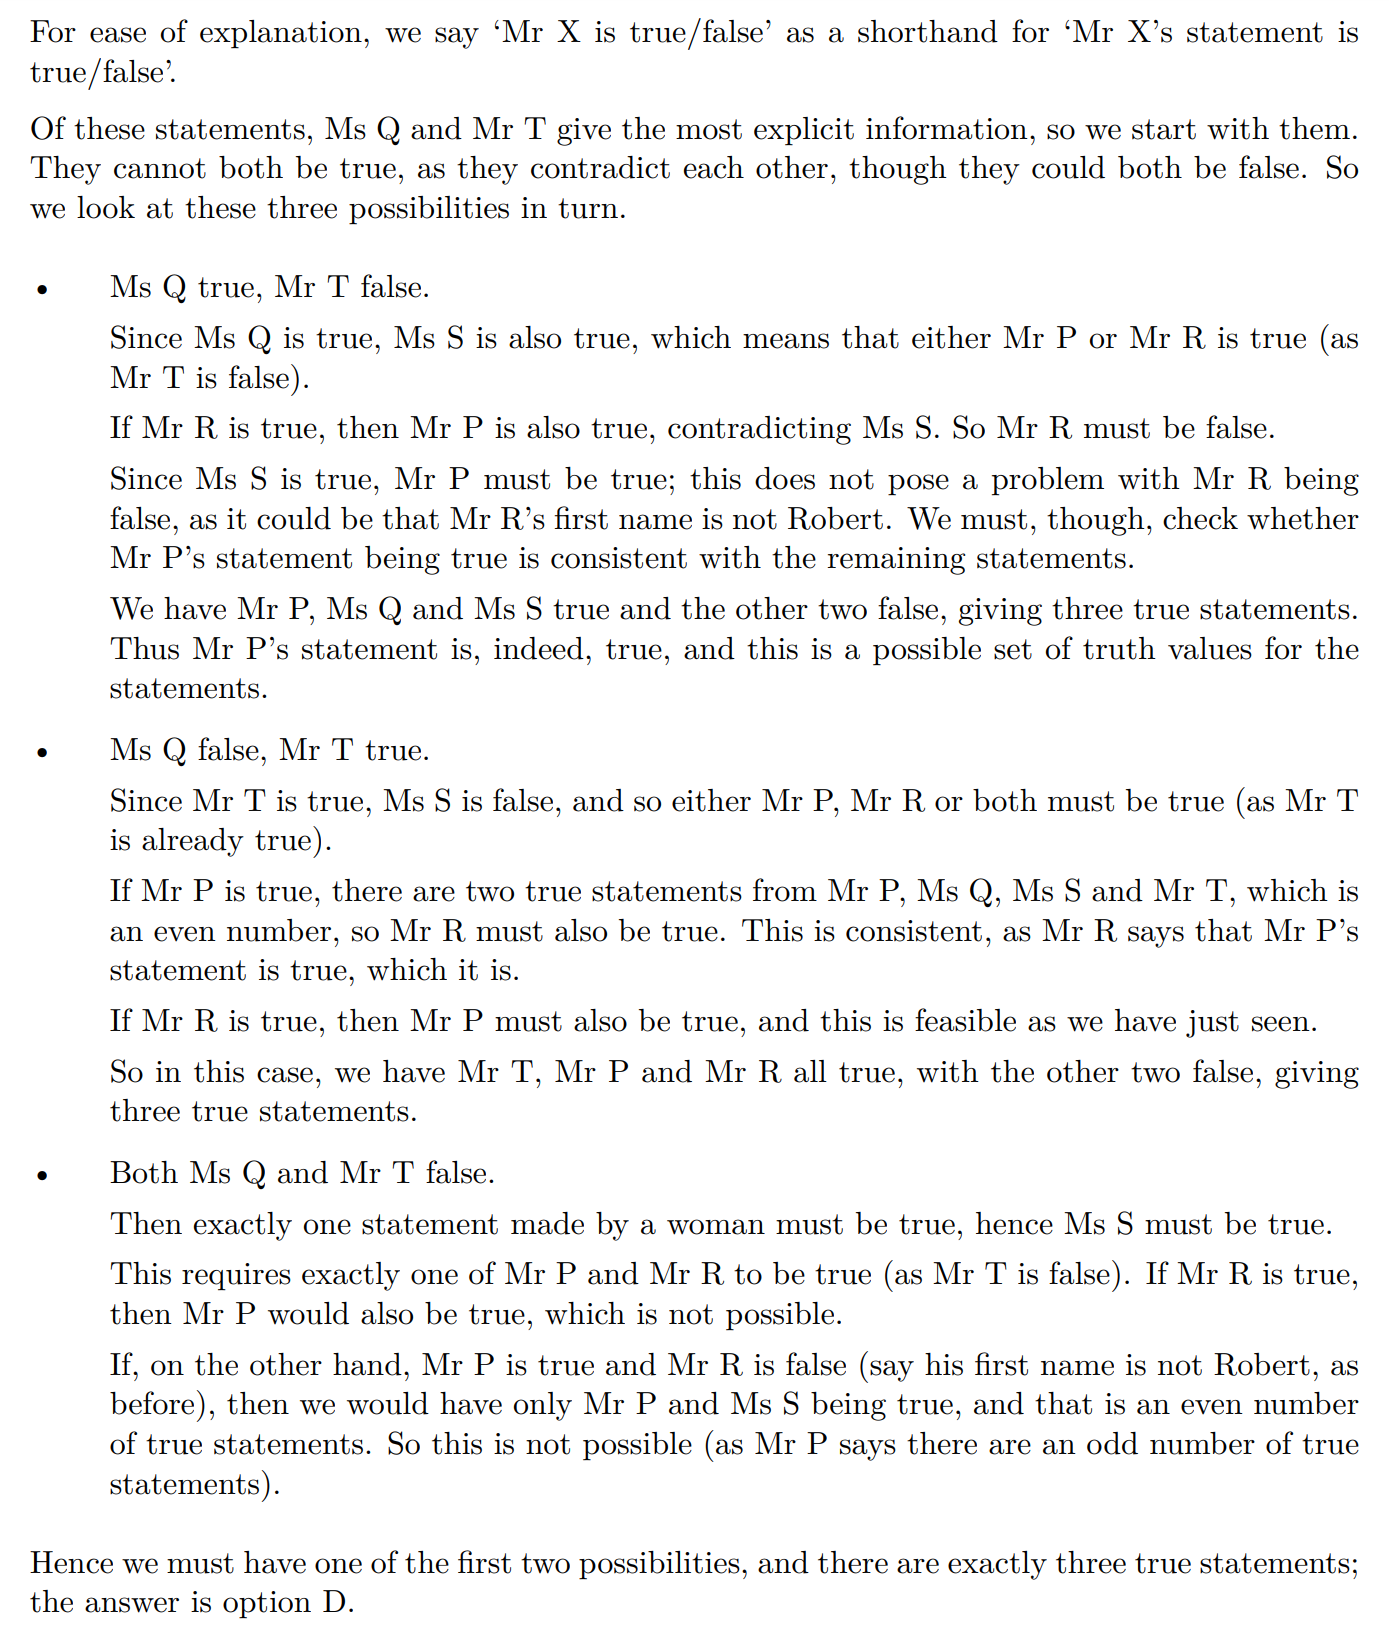 For ease of explanation, we say ‘Mr X is true/false’ as a shorthand for ‘Mr X’s statement is
true/false’.
Of these statements, Ms Q and Mr T give the most explicit information, so we start with them.
They cannot both be true, as they contradict each other, though they could both be false. So
we look at these three possibilities in turn.
• Ms Q true, Mr T false.
Since Ms Q is true, Ms S is also true, which means that either Mr P or Mr R is true (as
Mr T is false).
If Mr R is true, then Mr P is also true, contradicting Ms S. So Mr R must be false.
Since Ms S is true, Mr P must be true; this does not pose a problem with Mr R being
false, as it could be that Mr R’s first name is not Robert. We must, though, check whether
Mr P’s statement being true is consistent with the remaining statements.
We have Mr P, Ms Q and Ms S true and the other two false, giving three true statements.
Thus Mr P’s statement is, indeed, true, and this is a possible set of truth values for the
statements.
• Ms Q false, Mr T true.
Since Mr T is true, Ms S is false, and so either Mr P, Mr R or both must be true (as Mr T
is already true).
If Mr P is true, there are two true statements from Mr P, Ms Q, Ms S and Mr T, which is
an even number, so Mr R must also be true. This is consistent, as Mr R says that Mr P’s
statement is true, which it is.
If Mr R is true, then Mr P must also be true, and this is feasible as we have just seen.
So in this case, we have Mr T, Mr P and Mr R all true, with the other two false, giving
three true statements.
• Both Ms Q and Mr T false.
Then exactly one statement made by a woman must be true, hence Ms S must be true.
This requires exactly one of Mr P and Mr R to be true (as Mr T is false). If Mr R is true,
then Mr P would also be true, which is not possible.
If, on the other hand, Mr P is true and Mr R is false (say his first name is not Robert, as
before), then we would have only Mr P and Ms S being true, and that is an even number
of true statements. So this is not possible (as Mr P says there are an odd number of true
statements).
Hence we must have one of the first two possibilities, and there are exactly three true statements;
the answer is option D.